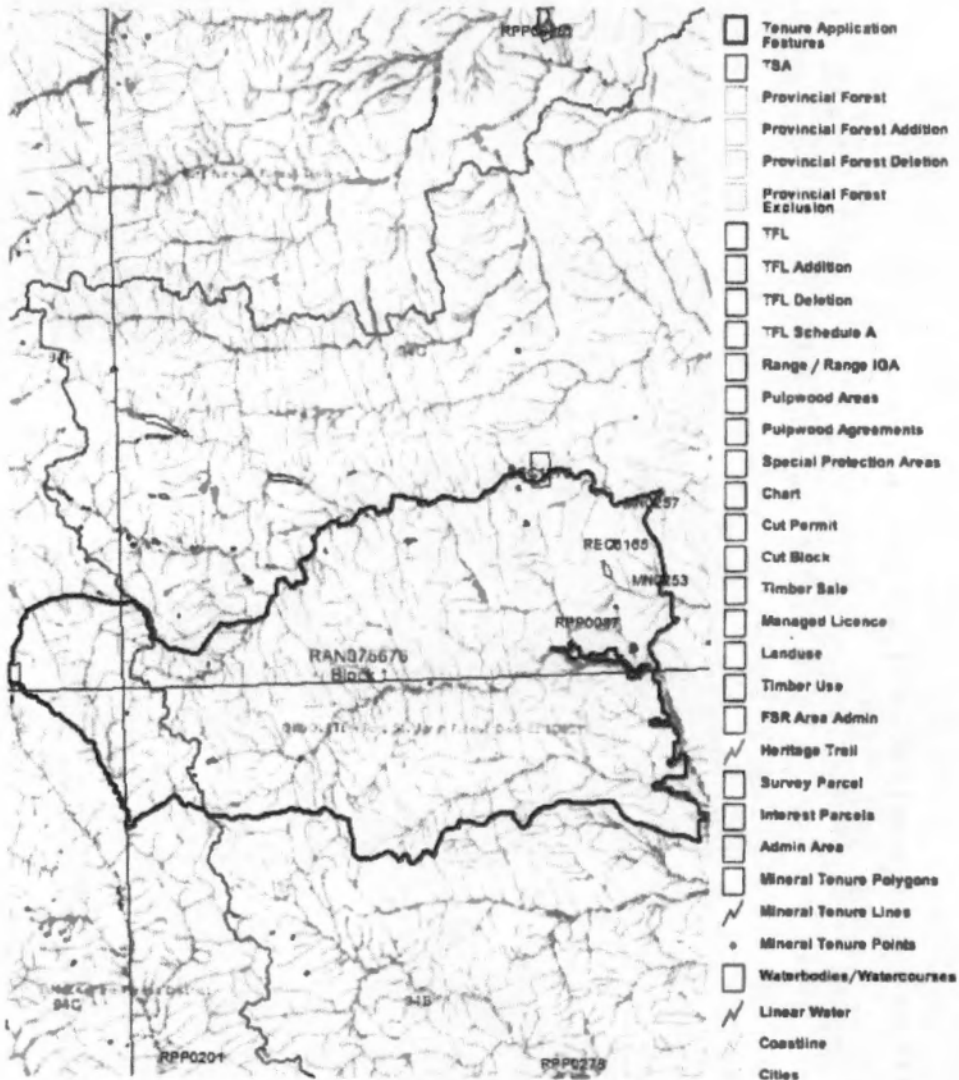 Tenure Application
Features
TSA
Provincial Forest
Provincial Forest Addition
Provincial Forest Deletion
Provincial Forest
Exclusion
TFL
TFL Addition
TFL Deletion
TFL Schedule A
Range / Range IGA
Pulpwood Areas
Pulpwood Agreements
Special Protection Areas
Chart
Cut Permit
Cut Block
Timber Sale
Managed Licence
Landuse
Timber Use
FSR Area Admin
Heritage Trail
Survey Parcel
Interest Parcels
Admin Area
Mineral Tenure Polygons
Mineral Tenure Lines
Mineral Tenure Points
Waterbodies/Watercourses
Linear Water
Coastline
Cities
94G
REC6165
MN0253
RPP0087
RAN076676
Block 1
94C
94B
RPP0201
RPP0278